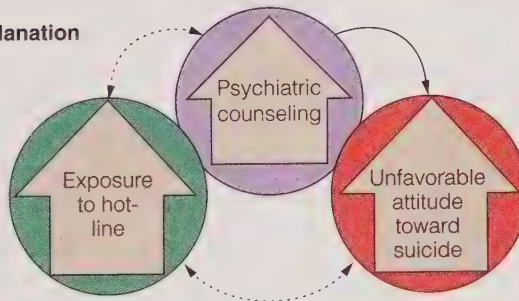 lanation
Psychiatric
counseling
Exposure
to hot-
line
Unfavorable
attitude
toward
suicide